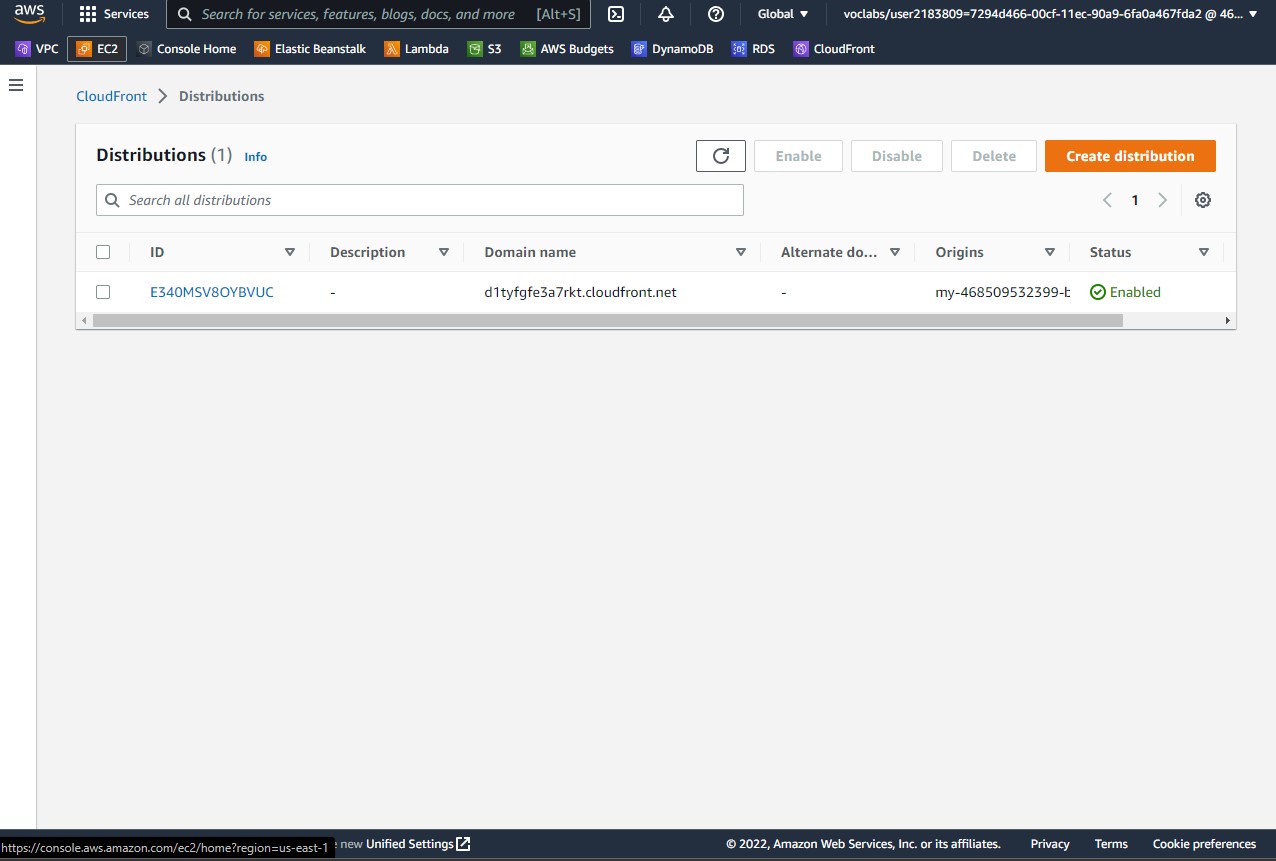 aws Services Search for services, features, blogs, docs, and more [Alt+S] Global voclabs/user2183809=7294d466-00cf-11ec-90a9-6fa0a467fda2 @ 46...
VPC EC2 Console Home Elastic Beanstalk Lambda S3 AWS Budgets DynamoDB RDS CloudFront
CloudFront > Distributions
Distributions (1) Info Enable Disable Delete Create distribution
Search all distributions 1
ID Description Domain name Alternate do... Origins Status
E340MSV8OYBVUC - d1tyfgfe3a7rkt.cloudfront.net - my-468509532399-b Enabled
https://console.aws.amazon.com/ec2/home?region=us-east-1 new Unified Settings © 2022, Amazon Web Services, Inc. or its affiliates. Privacy Terms Cookie preferences